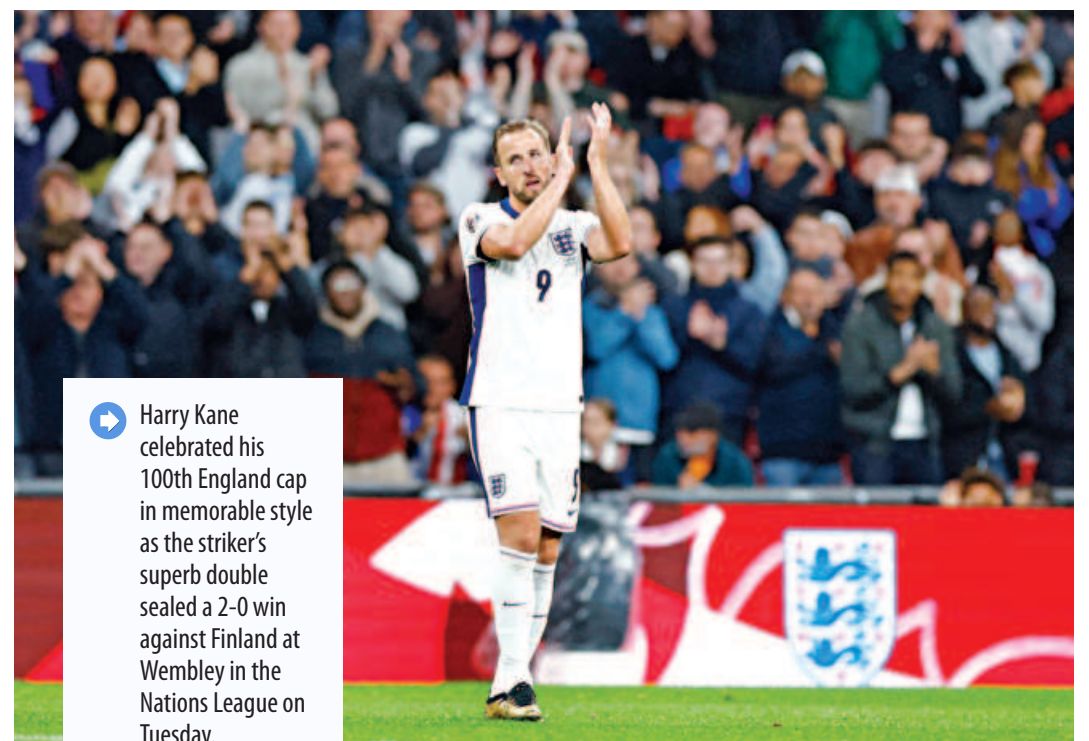 9
Harry Kane
celebrated his
100th England cap
in memorable style
as the striker's
superb double
sealed a 2-0 win
against Finland at
Wembley in the
Nations League on
Tuesday
9